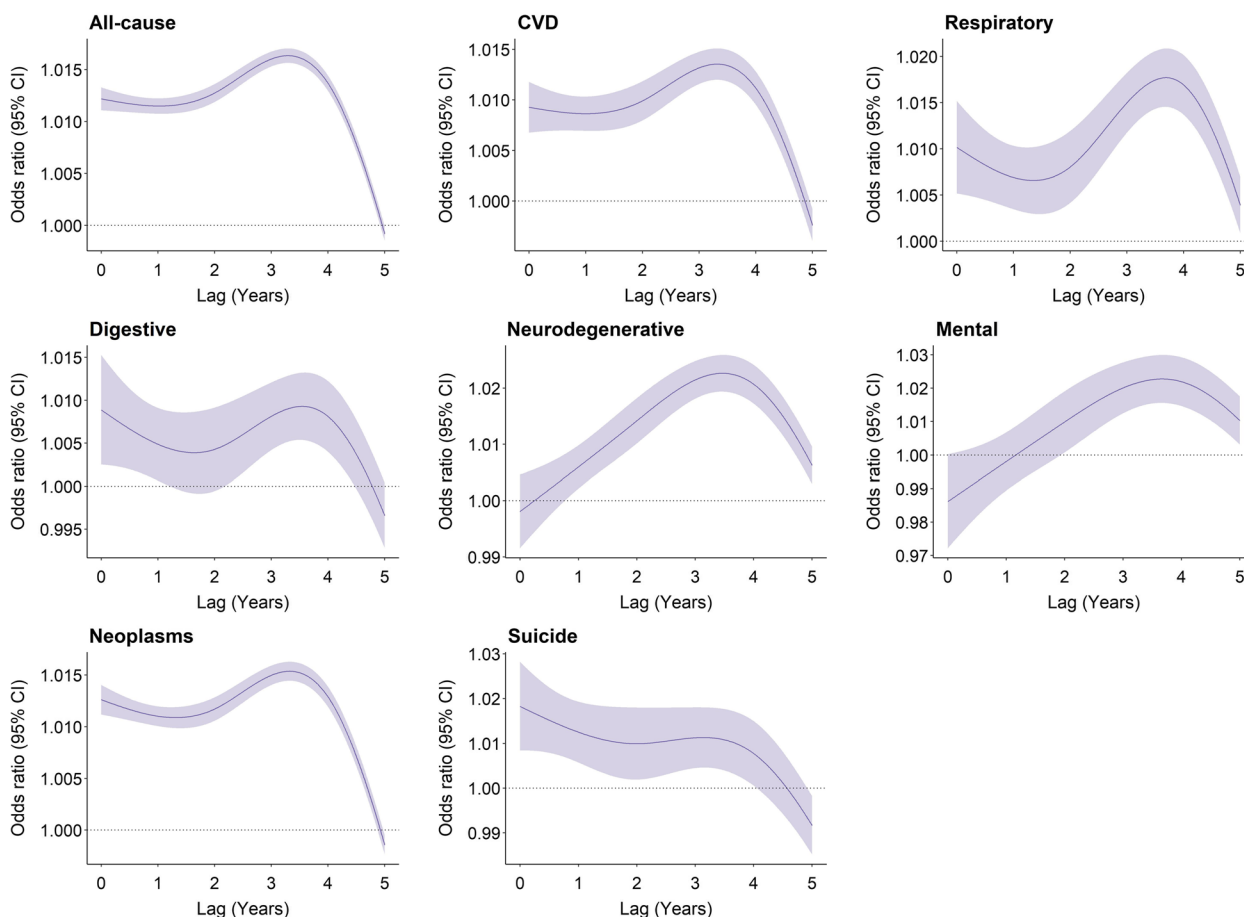 All-cause
Odds ratio (95% CI)
1.015
1.010
1.005
1.000
0 1 2 3 4 5
Lag (Years)
CVD
Odds ratio (95% CI)
1.015
1.010
1.005
1.000
0 1 2 3 4 5
Lag (Years)
Respiratory
Odds ratio (95% CI)
1.020
1.015
1.010
1.005
1.000
0 1 2 3 4 5
Lag (Years)
Digestive
Odds ratio (95% CI)
1.015
1.010
1.005
1.000
0.995
0 1 2 3 4 5
Lag (Years)
Neurodegenerative
Odds ratio (95% CI)
1.02
1.01
1.00
0.99
0 1 2 3 4 5
Lag (Years)
Mental
Odds ratio (95% CI)
1.03
1.02
1.01
1.00
0.99
0.98
0.97
0 1 2 3 4 5
Lag (Years)
Neoplasms
Odds ratio (95% CI)
1.015
1.010
1.005
1.000
0 1 2 3 4 5
Lag (Years)
Suicide
Odds ratio (95% CI)
1.03
1.02
1.01
1.00
0.99
0 1 2 3 4 5
Lag (Years)